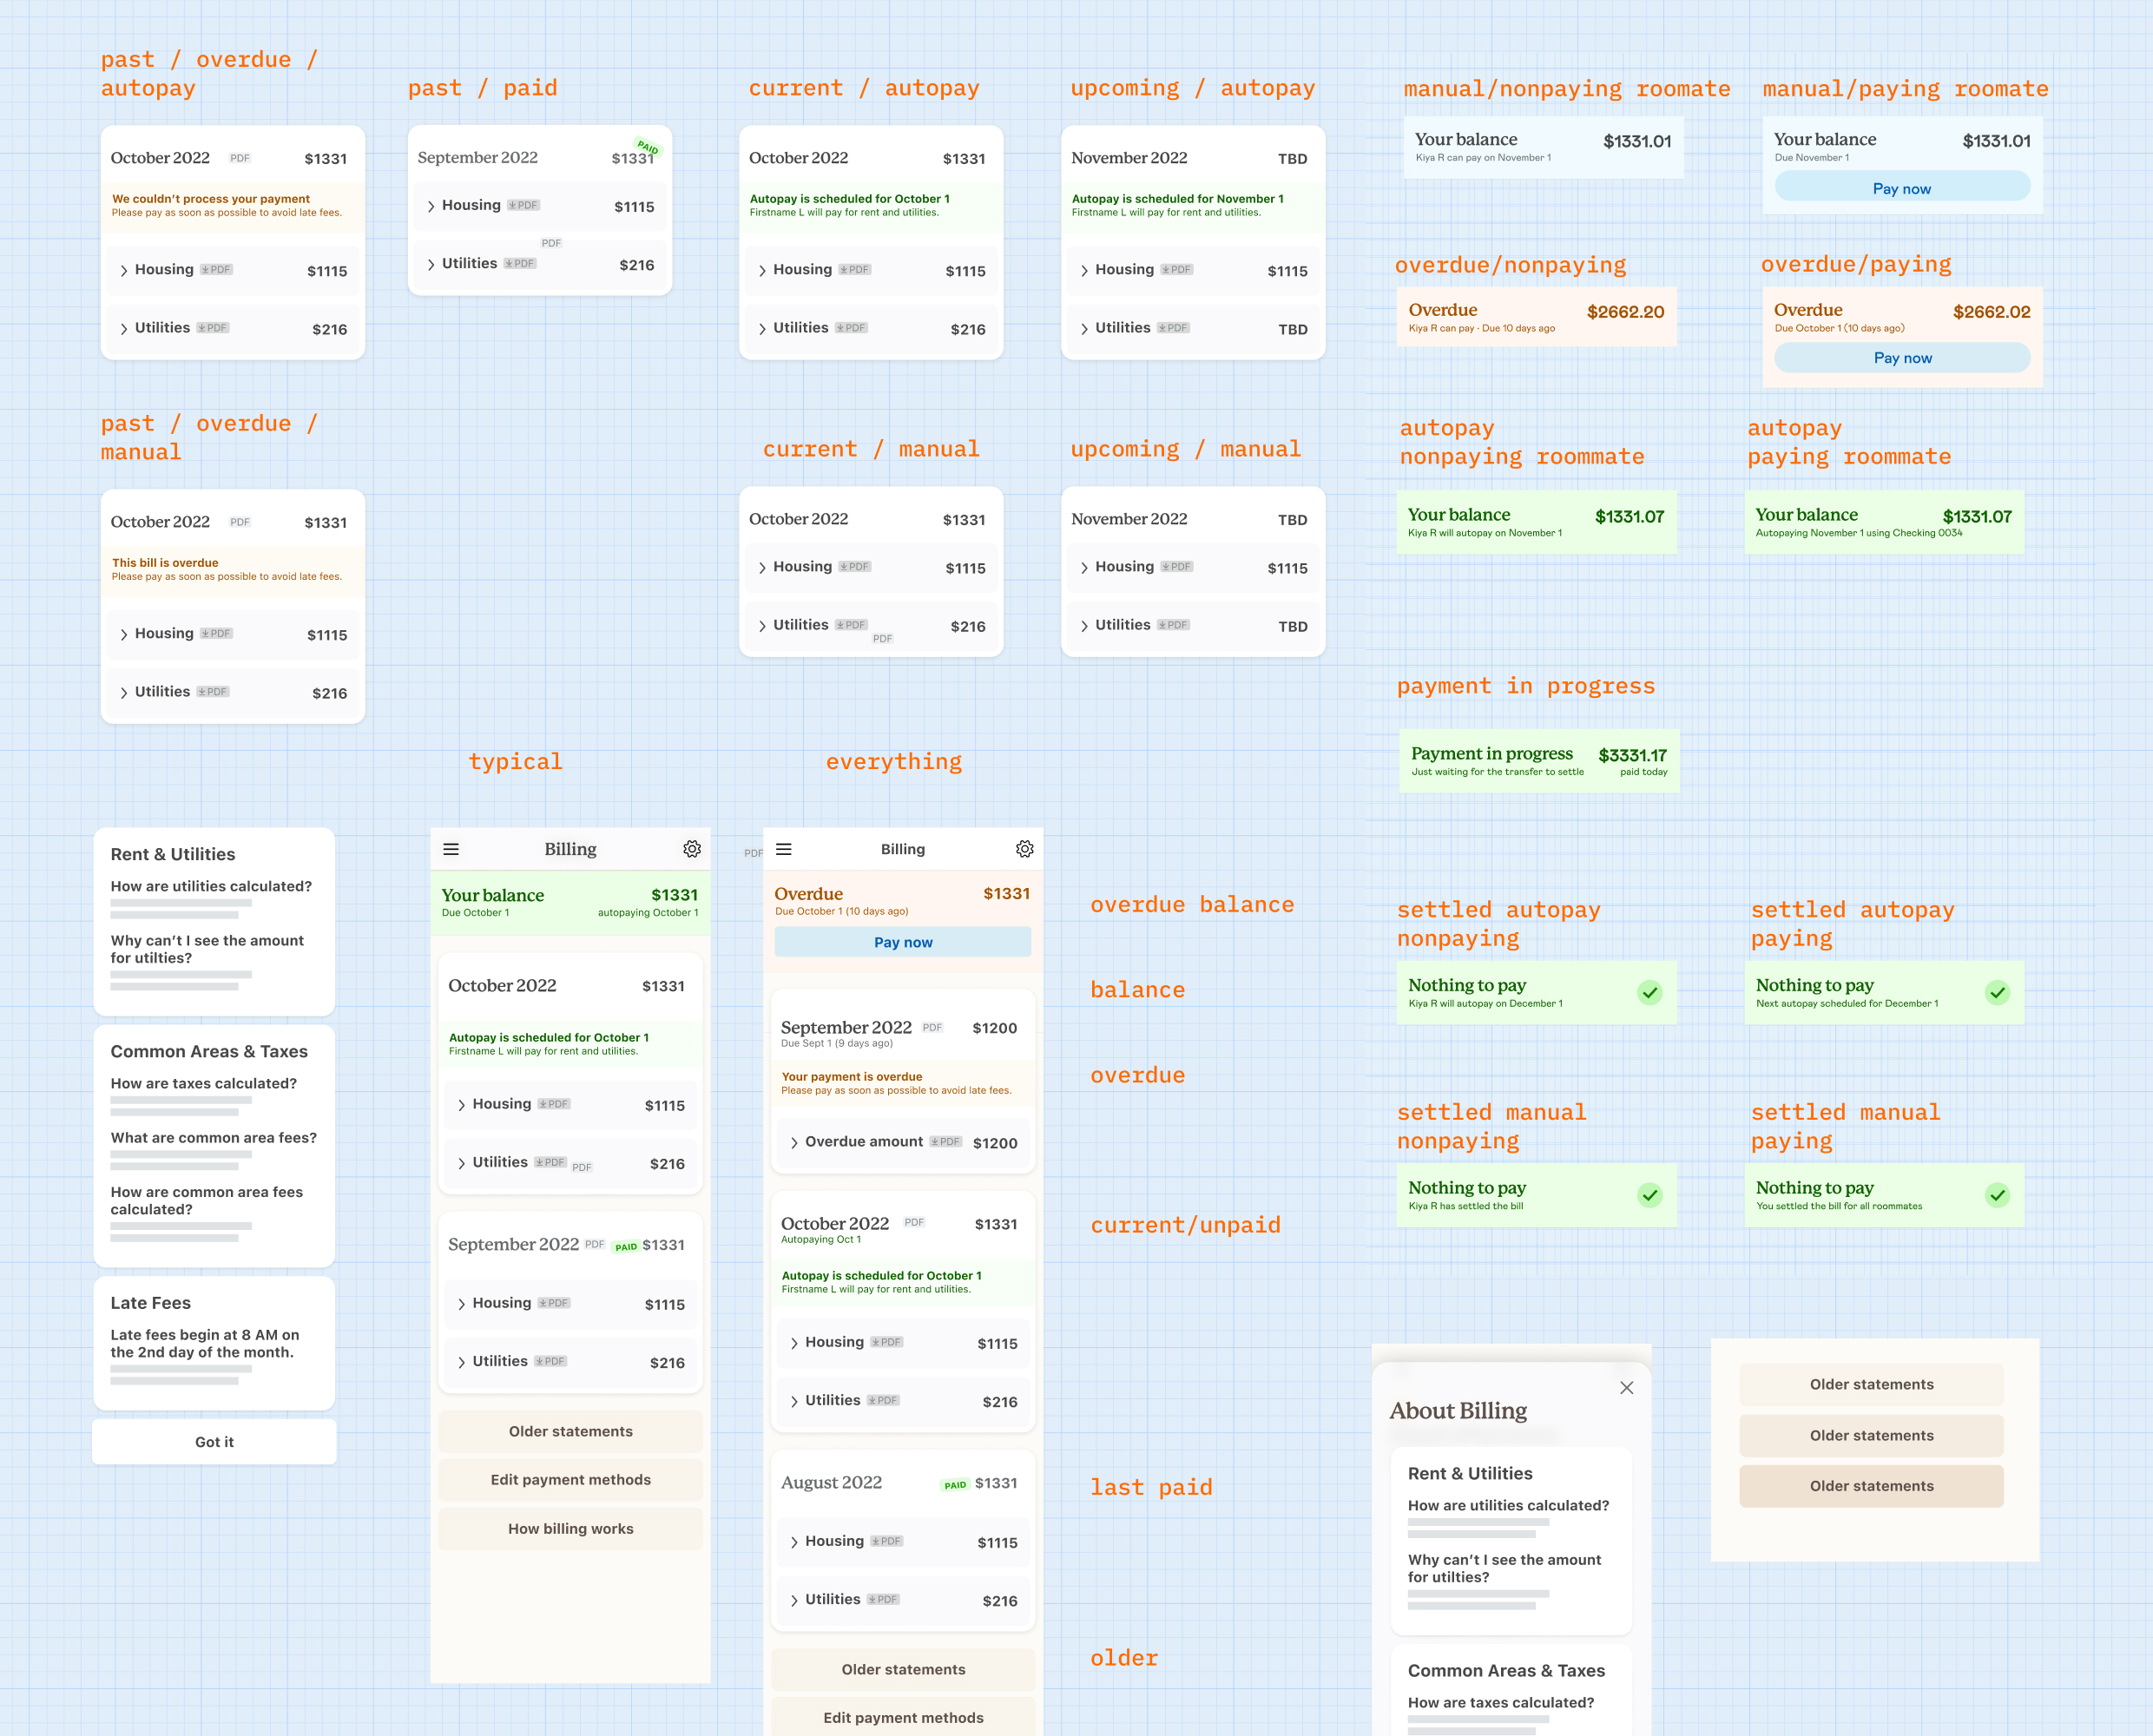 past / overdue /
autopay
October 2022 PDF $1331
We couldn't process your payment
Please pay as soon as possible to avoid late fees.
Housing PDF $1115
Utilities PDF $216
past / paid
PAID
September 2022 $1331
Housing PDF $1115
PDF
Utilities PDF $216
current / autopay
October 2022 $1331
Autopay is scheduled for October 1
Firstname L will pay for rent and utilities.
Housing PDF $1115
Utilities PDF $216
upcoming / autopay
November 2022 TBD
Autopay is scheduled for November 1
Firstname L will pay for rent and utilities.
Housing PDF $1115
Utilities PDF TBD
manual/nonpaying roomate
Your balance $1331.01
Kiya R can pay on November 1
manual/paying roomate
Your balance $1331.01
Due November 1
Pay now
overdue/nonpaying
Overdue $2662.20
Kiya R can pay · Due 10 days ago
overdue/paying
Overdue $2662.02
Due October 1 (10 days ago)
Pay now
past / overdue /
manual
October 2022 PDF $1331
This bill is overdue
Please pay as soon as possible to avoid late fees.
Housing PDF $1115
Utilities PDF $216
current / manual
October 2022 $1331
Housing PDF $1115
Utilities PDF $216
PDF
upcoming / manual
November 2022 TBD
Housing PDF $1115
Utilities PDF TBD
autopay
nonpaying roommate
Your balance $1331.07
Kiya R will autopay on November 1
autopay
paying roommate
Your balance $1331.07
Autopaying November 1 using Checking 0034
payment in progress
Payment in progress $3331.17
Just waiting for the transfer to settle paid today
Rent & Utilities
How are utilities calculated?
Why can't I see the amount
for utilties?
Common Areas & Taxes
How are taxes calculated?
What are common area fees?
How are common area fees
calculated?
Late Fees
Late fees begin at 8 AM on
the 2nd day of the month.
Got it
typical
Billing
Your balance $1331
Due October 1 autopaying October 1
October 2022 $1331
Autopay is scheduled for October 1
Firstname L will pay for rent and utilities.
Housing PDF $1115
Utilities PDF PDF $216
September 2022 PDF PAID $1331
Housing PDF $1115
Utilities PDF $216
Older statements
Edit payment methods
How billing works
everything
PDF
Billing
Overdue $1331
Due October 1 (10 days ago)
Pay now
September 2022 PDF $1200
Due Sept 1 (9 days ago)
Your payment is overdue
Please pay as soon as possible to avoid late fees.
Overdue amount PDF $1200
October 2022 PDF $1331
Autopaying Oct 1
Autopay is scheduled for October 1
Firstname L will pay for rent and utilities.
Housing PDF $1115
Utilities PDF $216
August 2022 PAID $1331
Housing PDF $1115
Utilities PDF $216
Older statements
Edit payment methods
overdue balance
balance
overdue
current/unpaid
last paid
older
settled autopay
nonpaying
Nothing to pay
Kiya R will autopay on December 1
settled autopay
paying
Nothing to pay
Next autopay scheduled for December 1
settled manual
nonpaying
Nothing to pay
Kiya R has settled the bill
settled manual
paying
Nothing to pay
You settled the bill for all roommates
About Billing
Rent & Utilities
How are utilities calculated?
Why can't I see the amount
for utilties?
Common Areas & Taxes
How are taxes calculated?
Older statements
Older statements
Older statements